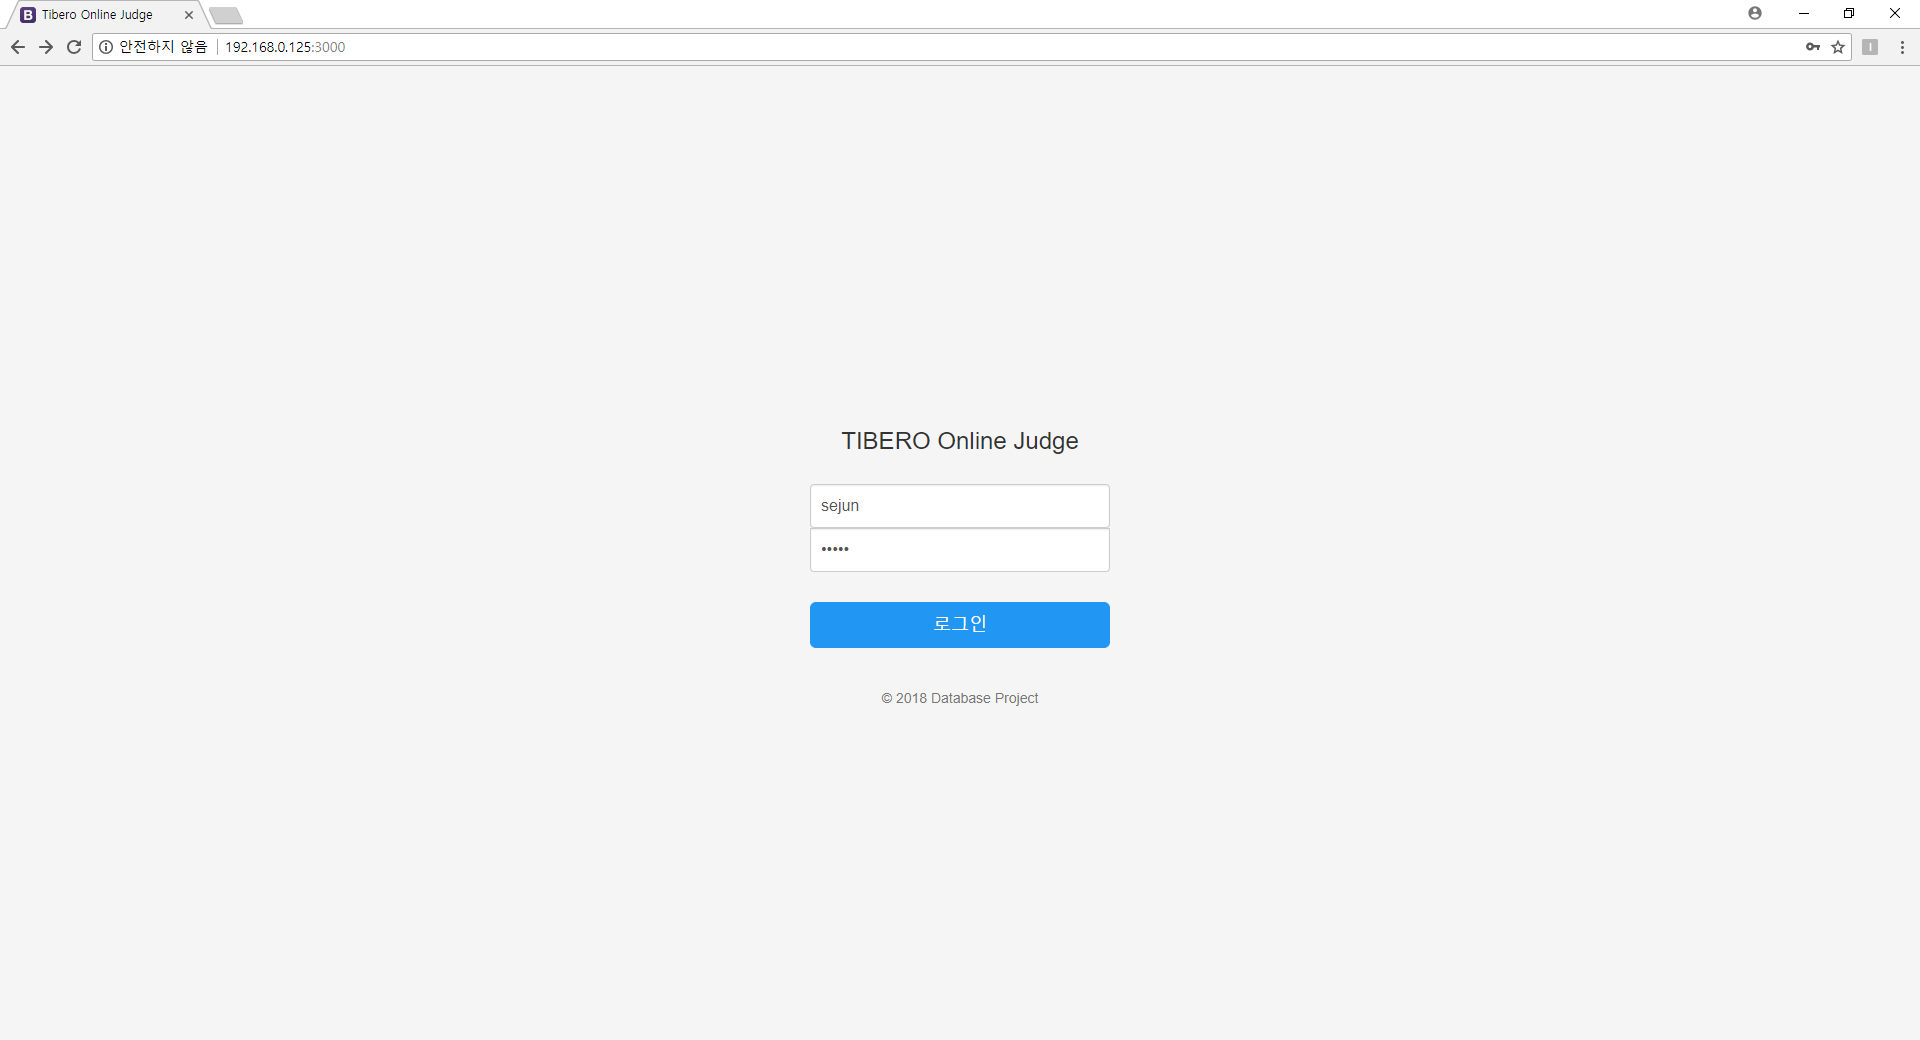 Tibero Online Judge
안전하지 않음 192.168.0.125:3000
TIBERO Online Judge
sejun
•••••
로그인
© 2018 Database Project